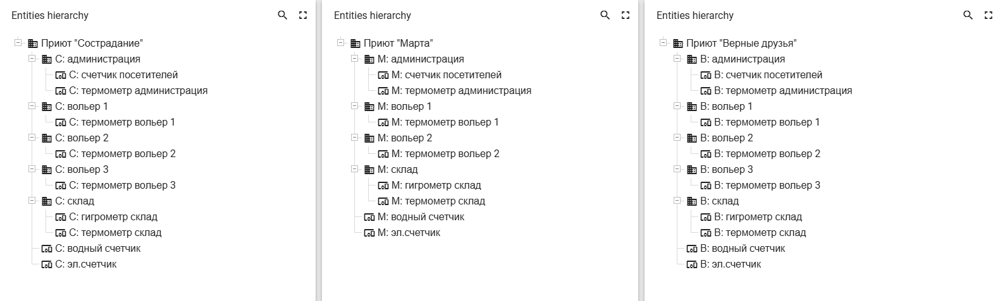 Entities hierarchy
Приют "Сострадание"
С: администрация
С: счетчик посетителей
С: термометр администрация
С: вольер 1
С: термометр вольер 1
С: вольер 2
С: термометр вольер 2
С: вольер 3
С: термометр вольер 3
С: склад
С: гигрометр склад
С: термометр склад
С: водный счетчик
С: эл.счетчик
Entities hierarchy
Приют "Марта"
М: администрация
М: счетчик посетителей
М: термометр администрация
М: вольер 1
М: термометр вольер 1
М: вольер 2
М: термометр вольер 2
М: склад
М: гигрометр склад
М: термометр склад
М: водный счетчик
М: эл.счетчик
Entities hierarchy
Приют "Верные друзья"
В: администрация
В: счетчик посетителей
В: термометр администрация
В: вольер 1
В: термометр вольер 1
В: вольер 2
В: термометр вольер 2
В: вольер 3
В: термометр вольер 3
В: склад
В: гигрометр склад
В: термометр склад
В: водный счетчик
В: эл.счетчик